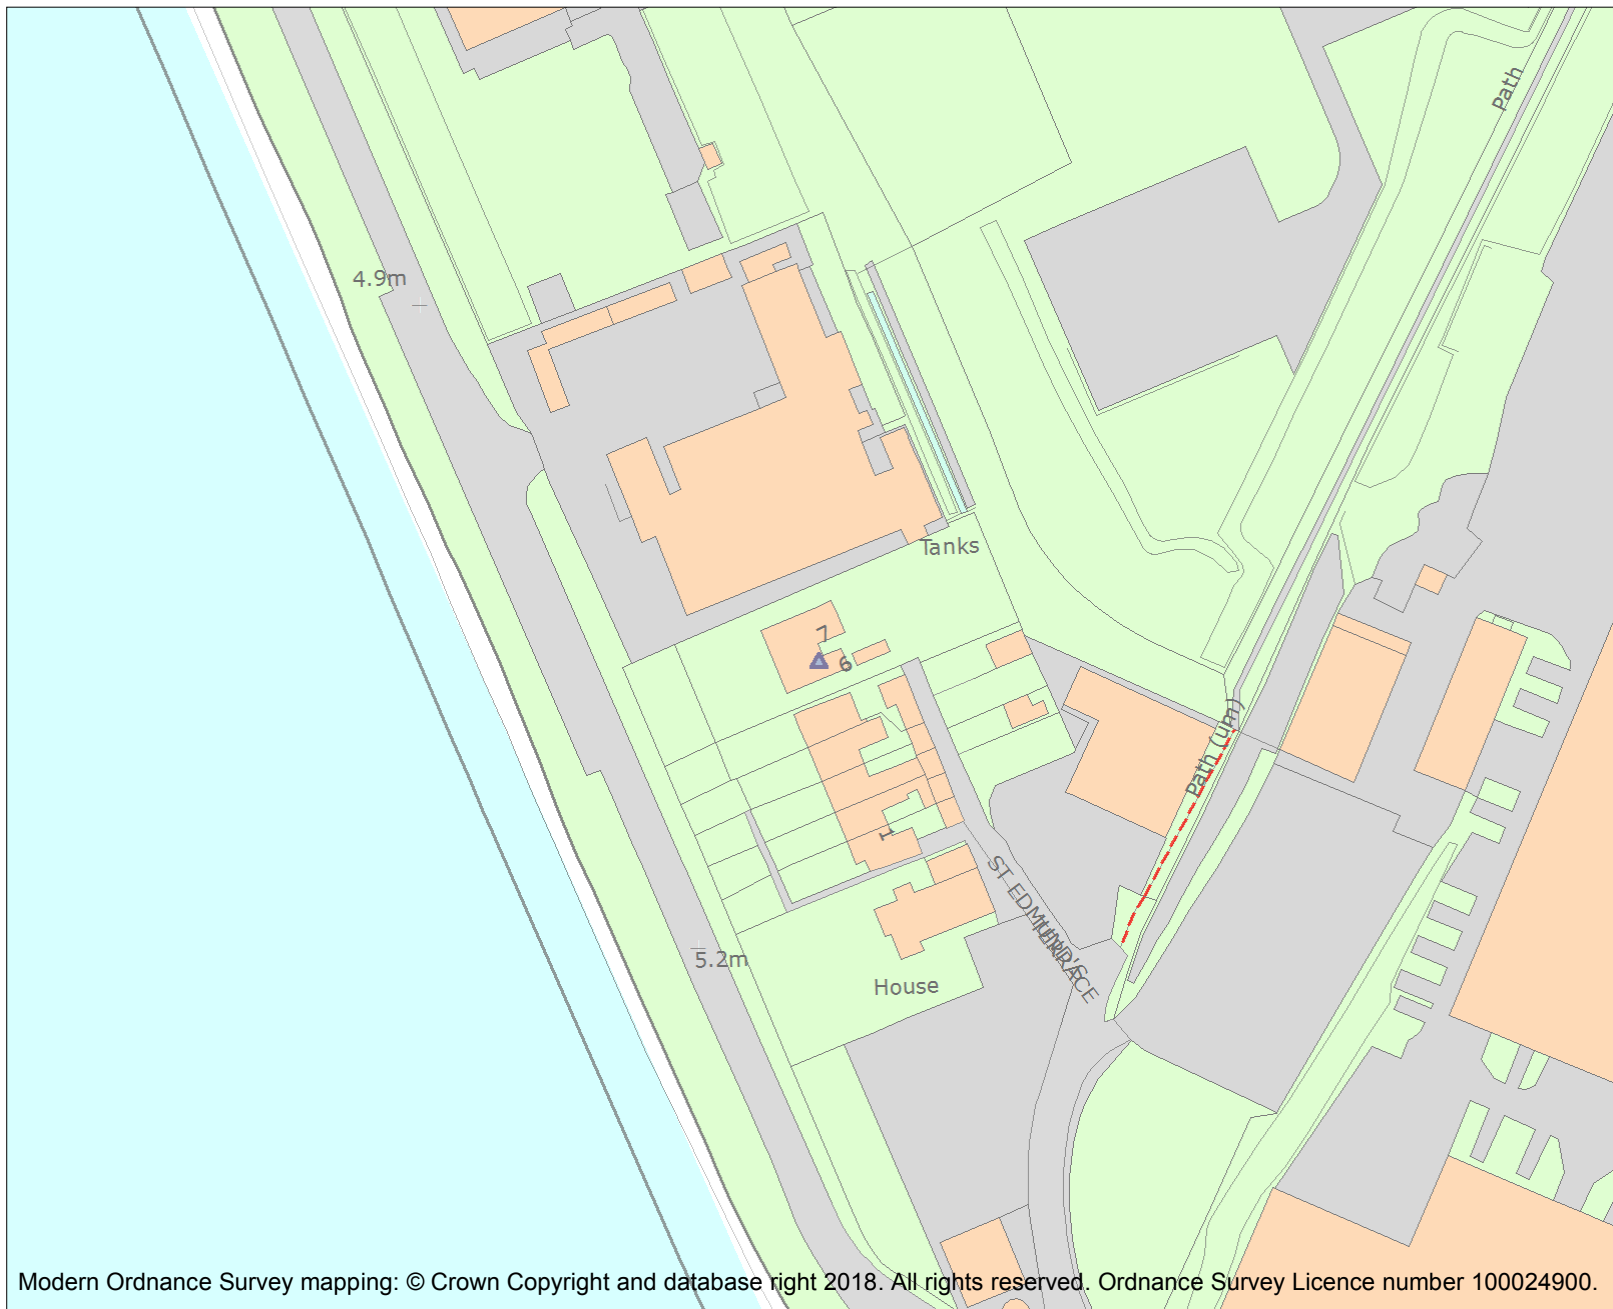 Path
4.9m
Tanks
7
6
Path (um)
1
ST EDMUND'S
TERRACE
5.2m
House
Modern Ordnance Survey mapping: © Crown Copyright and database right 2018. All rights reserved. Ordnance Survey Licence number 100024900.